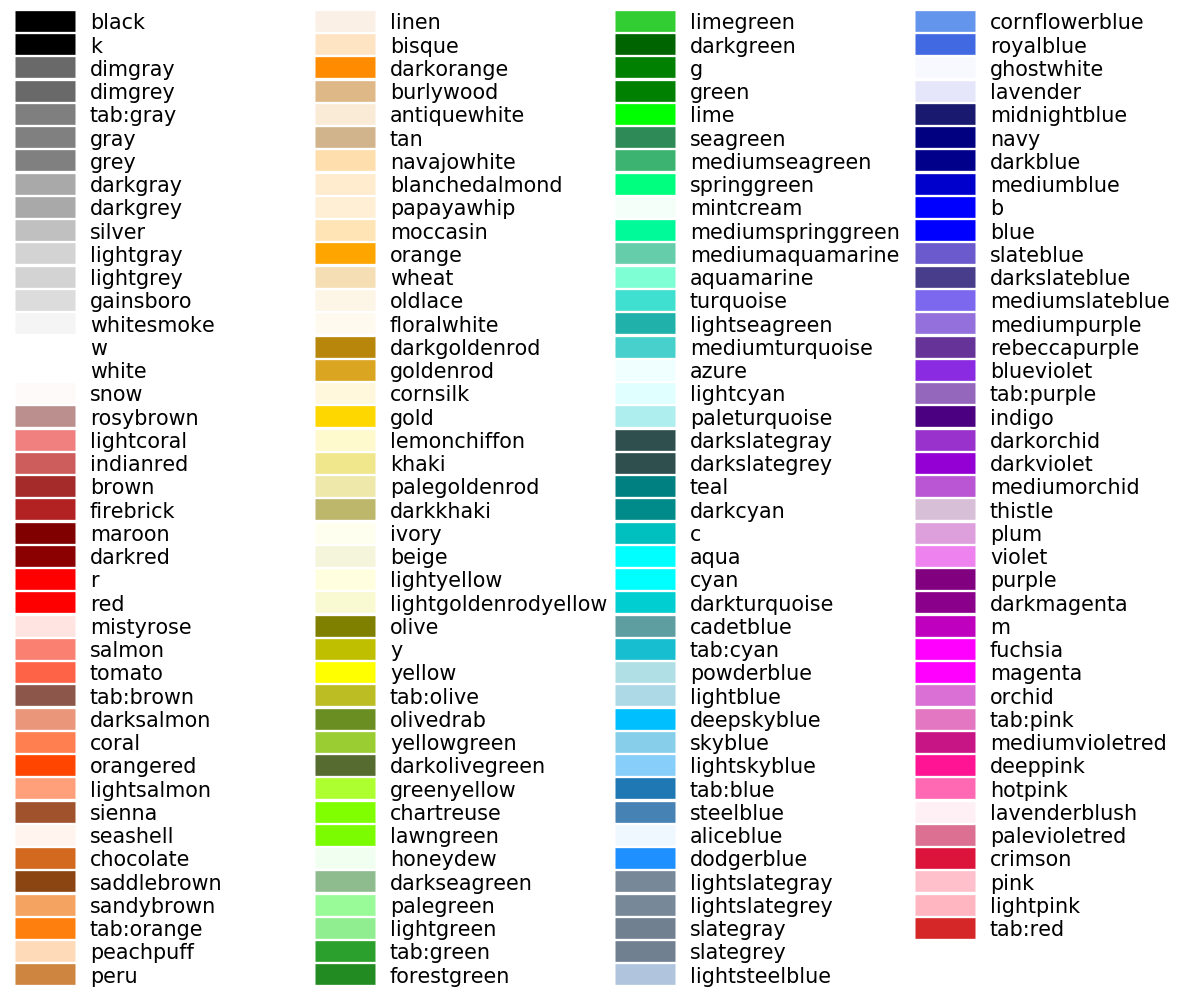 black
k
dimgray
dimgrey
tab:gray
gray
grey
darkgray
darkgrey
silver
lightgray
lightgrey
gainsboro
whitesmoke
w
white
snow
rosybrown
lightcoral
indianred
brown
firebrick
maroon
darkred
r
red
mistyrose
salmon
tomato
tab:brown
darksalmon
coral
orangered
lightsalmon
sienna
seashell
chocolate
saddlebrown
sandybrown
tab:orange
peachpuff
peru
linen
bisque
darkorange
burlywood
antiquewhite
tan
navajowhite
blanchedalmond
papayawhip
moccasin
orange
wheat
oldlace
floralwhite
darkgoldenrod
goldenrod
cornsilk
gold
lemonchiffon
khaki
palegoldenrod
darkkhaki
ivory
beige
lightyellow
lightgoldenrodyellow
olive
y
yellow
tab:olive
olivedrab
yellowgreen
darkolivegreen
greenyellow
chartreuse
lawngreen
honeydew
darkseagreen
palegreen
lightgreen
tab:green
forestgreen
limegreen
darkgreen
g
green
lime
seagreen
mediumseagreen
springgreen
mintcream
mediumspringgreen
mediumaquamarine
aquamarine
turquoise
lightseagreen
mediumturquoise
azure
lightcyan
paleturquoise
darkslategray
darkslategrey
teal
darkcyan
c
aqua
cyan
darkturquoise
cadetblue
tab:cyan
powderblue
lightblue
deepskyblue
skyblue
lightskyblue
tab:blue
steelblue
aliceblue
dodgerblue
lightslategray
lightslategrey
slategray
slategrey
lightsteelblue
cornflowerblue
royalblue
ghostwhite
lavender
midnightblue
navy
darkblue
mediumblue
b
blue
slateblue
darkslateblue
mediumslateblue
mediumpurple
rebeccapurple
blueviolet
tab:purple
indigo
darkorchid
darkviolet
mediumorchid
thistle
plum
violet
purple
darkmagenta
m
fuchsia
magenta
orchid
tab:pink
mediumvioletred
deeppink
hotpink
lavenderblush
palevioletred
crimson
pink
lightpink
tab:red